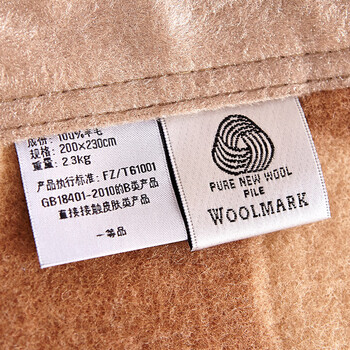 成份: 100%羊毛
规格: 200×230cm
重量: 2.3kg
产品执行标准: FZ/T61001
GB18401-2010的B类产品
直接接触皮肤类产品
一等品
PURE NEW WOOL
PILE
WOOLMARK